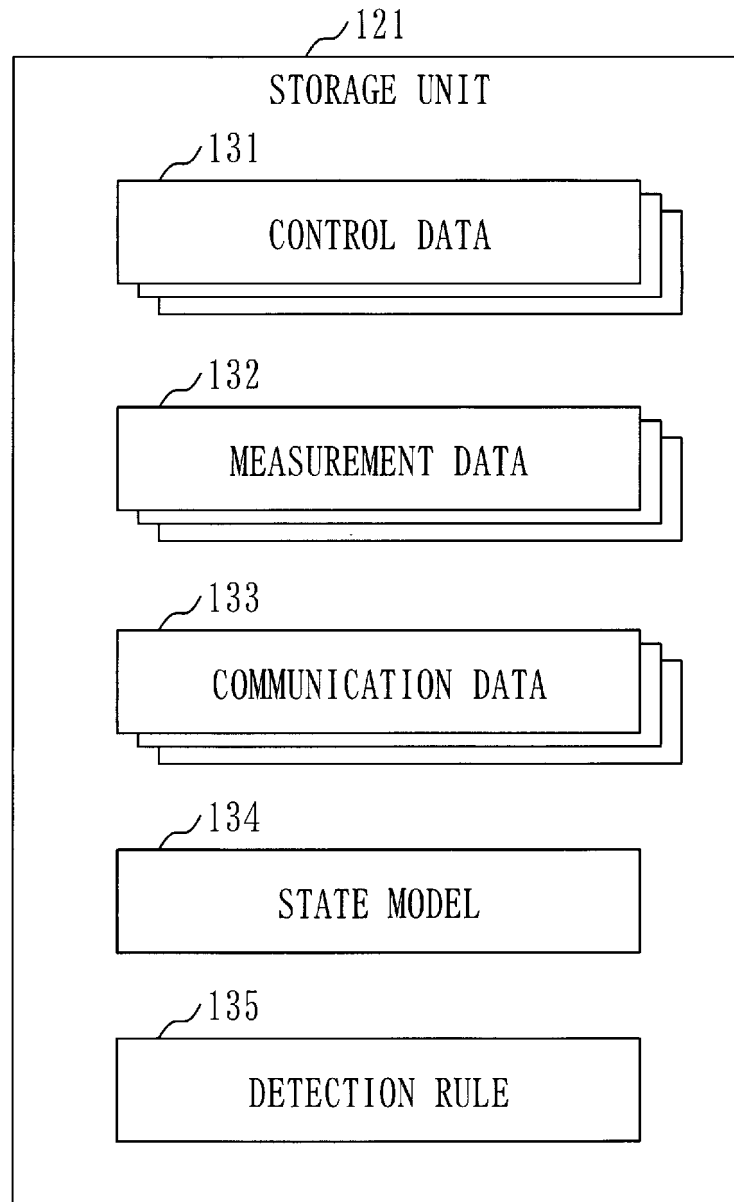 121
STORAGE UNIT
131
CONTROL DATA
132
MEASUREMENT DATA
133
COMMUNICATION DATA
134
STATE MODEL
135
DETECTION RULE